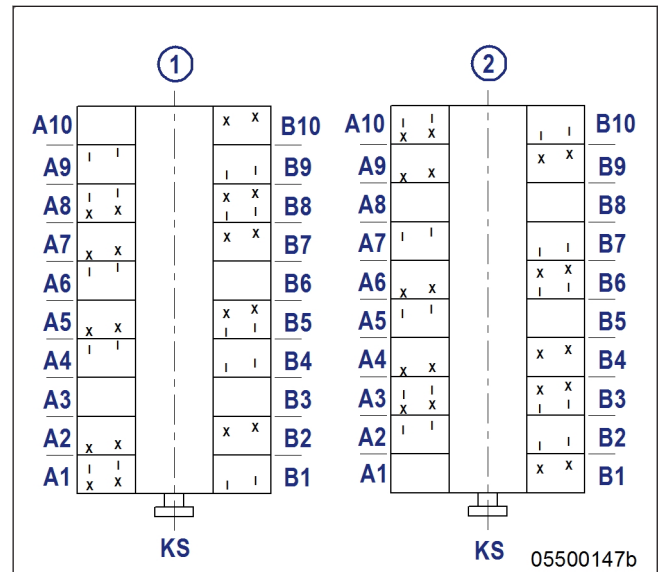 1 2
A10 x x B10 A10 I I x x I I B10
A9 I I I I B9 A9 x x x x B9
A8 I I x x x x I I B8 A8 B8
A7 x x x x B7 A7 I I I I B7
A6 I I B6 A6 x x x x I I B6
A5 x x x x I I B5 A5 I I B5
A4 I I I I B4 A4 x x x x B4
A3 B3 A3 I I x x x x I I B3
A2 x x x x B2 A2 I I I I B2
A1 I I x x I I B1 A1 x x B1
KS KS
05500147b